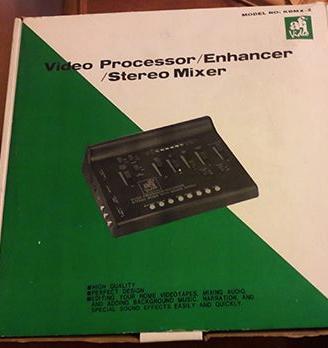 MODEL NO: KBMX-2
Video
Video Processor/Enhancer
/Stereo Mixer
■HIGH QUALITY
■PERFECT DESIGN
■EDITING YOUR HOME VIDEOTAPES, MIXING AUDIO,
AND ADDING BACKGROUND MUSIC, NARRATION, AND
SPECIAL SOUND EFFECTS EASILY AND QUICKLY.